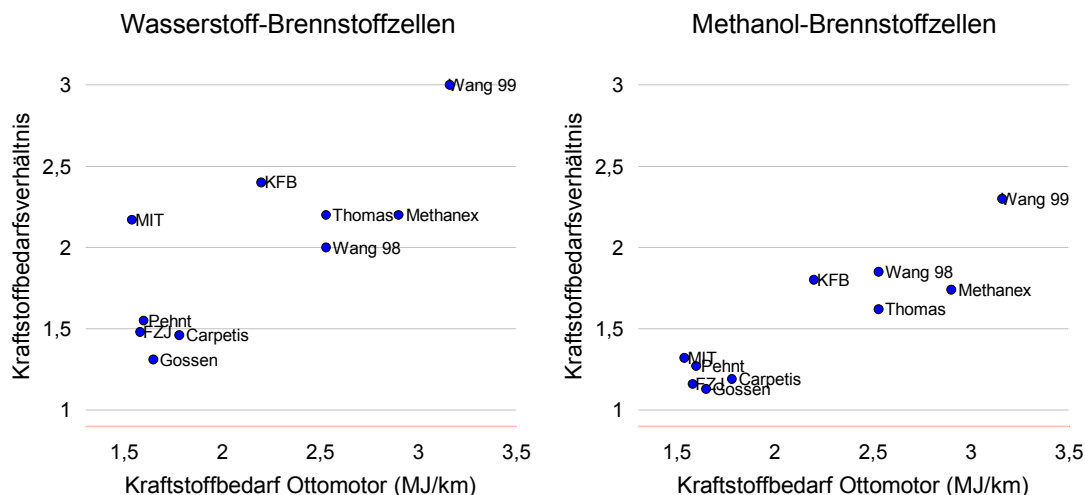 Wasserstoff-Brennstoffzellen
Kraftstoffbedarfsverhältnis
3
2,5
2
1,5
1
Wang 99
KFB
MIT
Thomas
Methanex
Wang 98
Pehnt
FZJ
Carpetis
Gossen
1,5 2 2,5 3 3,5
Kraftstoffbedarf Ottomotor (MJ/km)
Methanol-Brennstoffzellen
Kraftstoffbedarfsverhältnis
3
2,5
2
1,5
1
Wang 99
Wang 98
KFB
Methanex
Thomas
MIT
Pehnt
Carpetis
FZJ
Gossen
1,5 2 2,5 3 3,5
Kraftstoffbedarf Ottomotor (MJ/km)